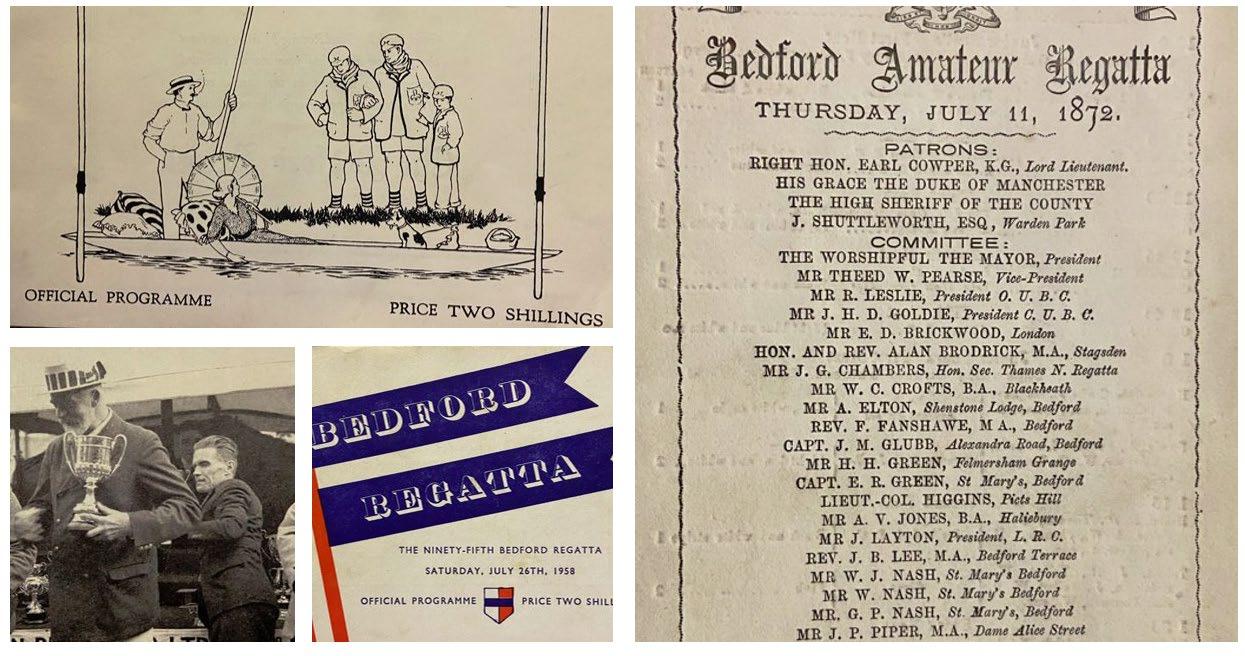 OFFICIAL PROGRAMME
PRICE TWO SHILLINGS
BEDFORD
REGATTA
THE NINETY-FIFTH BEDFORD REGATTA
SATURDAY, JULY 26TH, 1958
OFFICIAL PROGRAMME PRICE TWO SHILL
Bedford Amateur Regatta
THURSDAY, JULY 11, 1872.
PATRONS:
RIGHT HON. EARL COWPER, K.G., Lord Lieutenant.
HIS GRACE THE DUKE OF MANCHESTER
THE HIGH SHERIFF OF THE COUNTY
J. SHUTTLEWORTH, ESQ, Warden Park
COMMITTEE:
THE WORSHIPFUL THE MAYOR, President
MR THEED W. PEARSE, Vice-President
MR R. LESLIE, President O. U. B. C.
MR J. H. D. GOLDIE, President C. U. B. C.
MR E. D. BRICKWOOD, London
HON. AND REV. ALAN BRODRICK, M.A., Stagsden
MR J. G. CHAMBERS, Hon. Sec. Thames N. Regatta
MR W. C. CROFTS, B.A., Blackheath
MR A. ELTON, Shenstone Lodge, Bedford
REV. F. FANSHAWE, M A., Bedford
CAPT. J. M. GLUBB, Alexandra Road, Bedford
MR H. H. GREEN, Felmersham Grange
CAPT. E. R. GREEN, St Mary's, Bedford
LIEUT.-COL. HIGGINS, Picts Hill
MR A. V. JONES, B.A., Haliebury
MR J. LAYTON, President, L. R. C.
REV. J. B. LEE, M.A., Bedford Terrace
MR W. J. NASH, St. Mary's Bedford
MR W. NASH, St. Mary's Bedford
MR. G. P. NASH, St. Mary's, Bedford
MR J. P. PIPER, M.A., Dame Alice Street